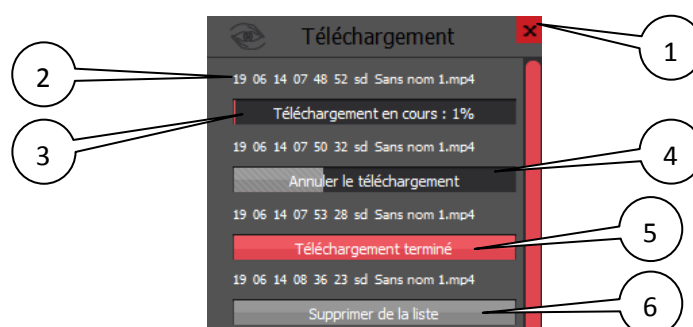 Téléchargement
x
1
2
19 06 14 07 48 52 sd Sans nom 1.mp4
Téléchargement en cours : 1%
3
19 06 14 07 50 32 sd Sans nom 1.mp4
4
Annuler le téléchargement
19 06 14 07 53 28 sd Sans nom 1.mp4
5
Téléchargement terminé
19 06 14 08 36 23 sd Sans nom 1.mp4
6
Supprimer de la liste